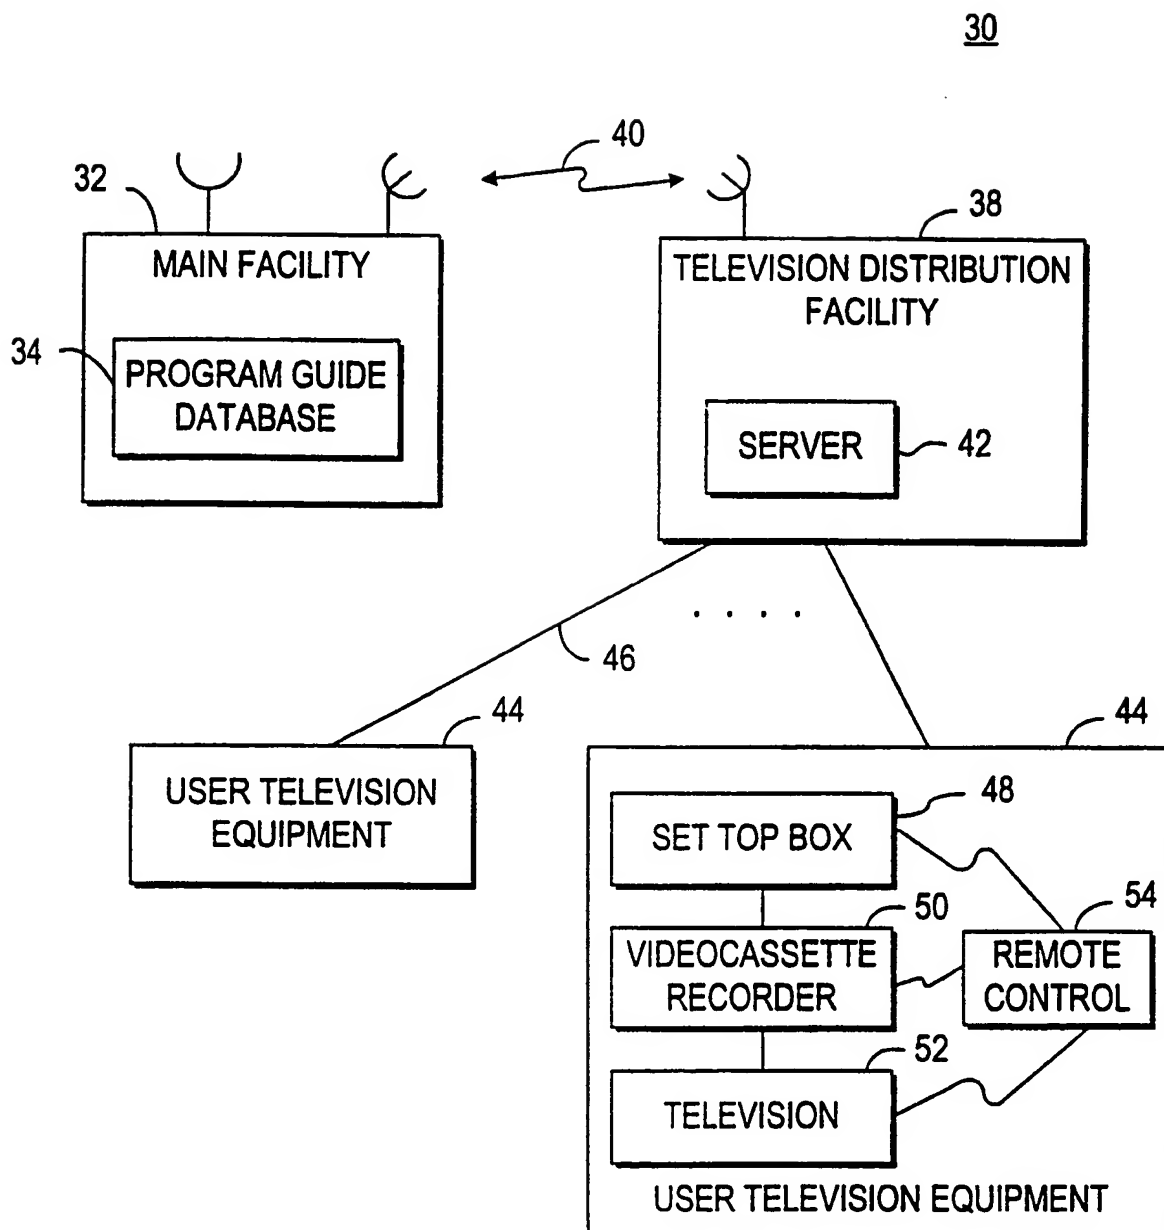 30
40
32
38
MAIN FACILITY
TELEVISION DISTRIBUTION
FACILITY
34
PROGRAM GUIDE
DATABASE
SERVER
42
46
44
44
USER TELEVISION
EQUIPMENT
48
SET TOP BOX
50
54
VIDEOCASSETTE
RECORDER
REMOTE
CONTROL
52
TELEVISION
USER TELEVISION EQUIPMENT